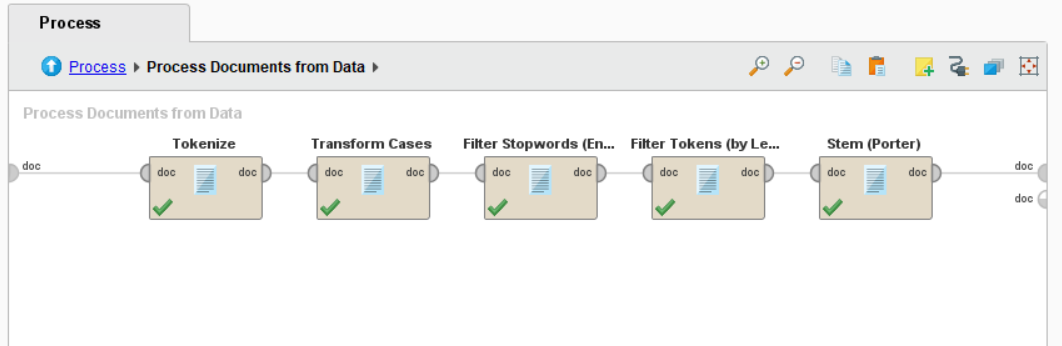 Process
Process Process Documents from Data
Process Documents from Data
Tokenize Transform Cases Filter Stopwords (En... Filter Tokens (by Le... Stem (Porter)
doc doc doc doc doc doc doc doc doc doc doc doc
doc